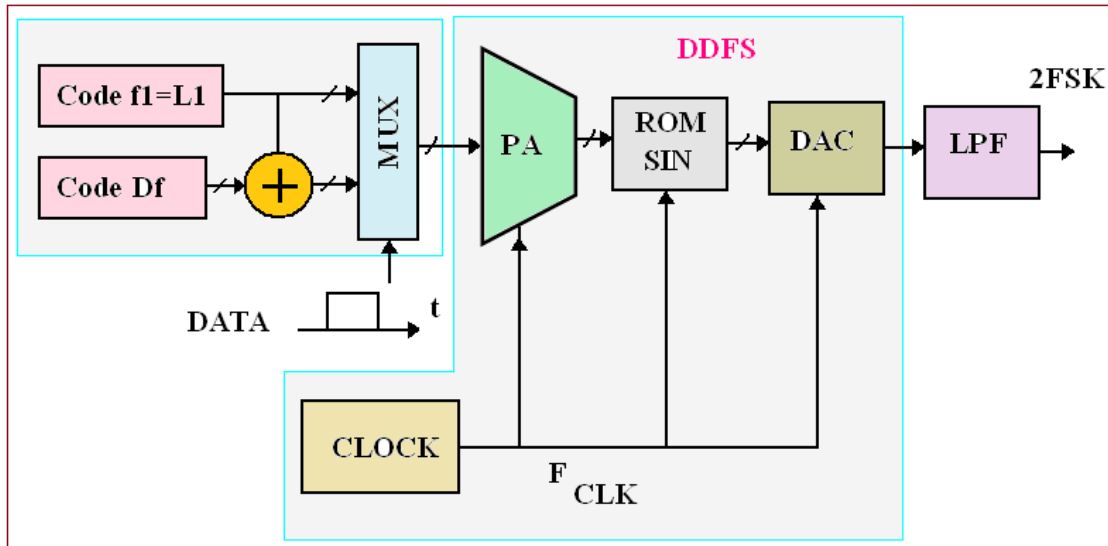 DDFS
2FSK
Code f1=L1
Code Df
MUX
PA
ROM
SIN
DAC
LPF
DATA
t
CLOCK
F CLK